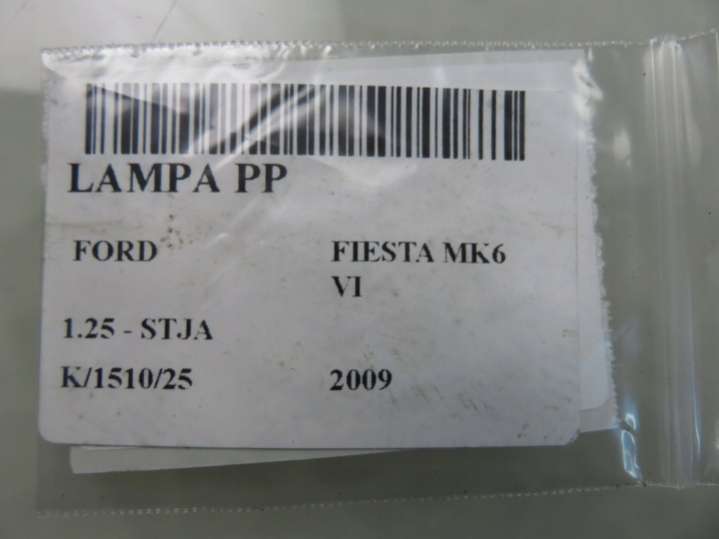 LAMPA PP
FORD FIESTA MK6
VI
1.25 - STJA
K/1510/25 2009